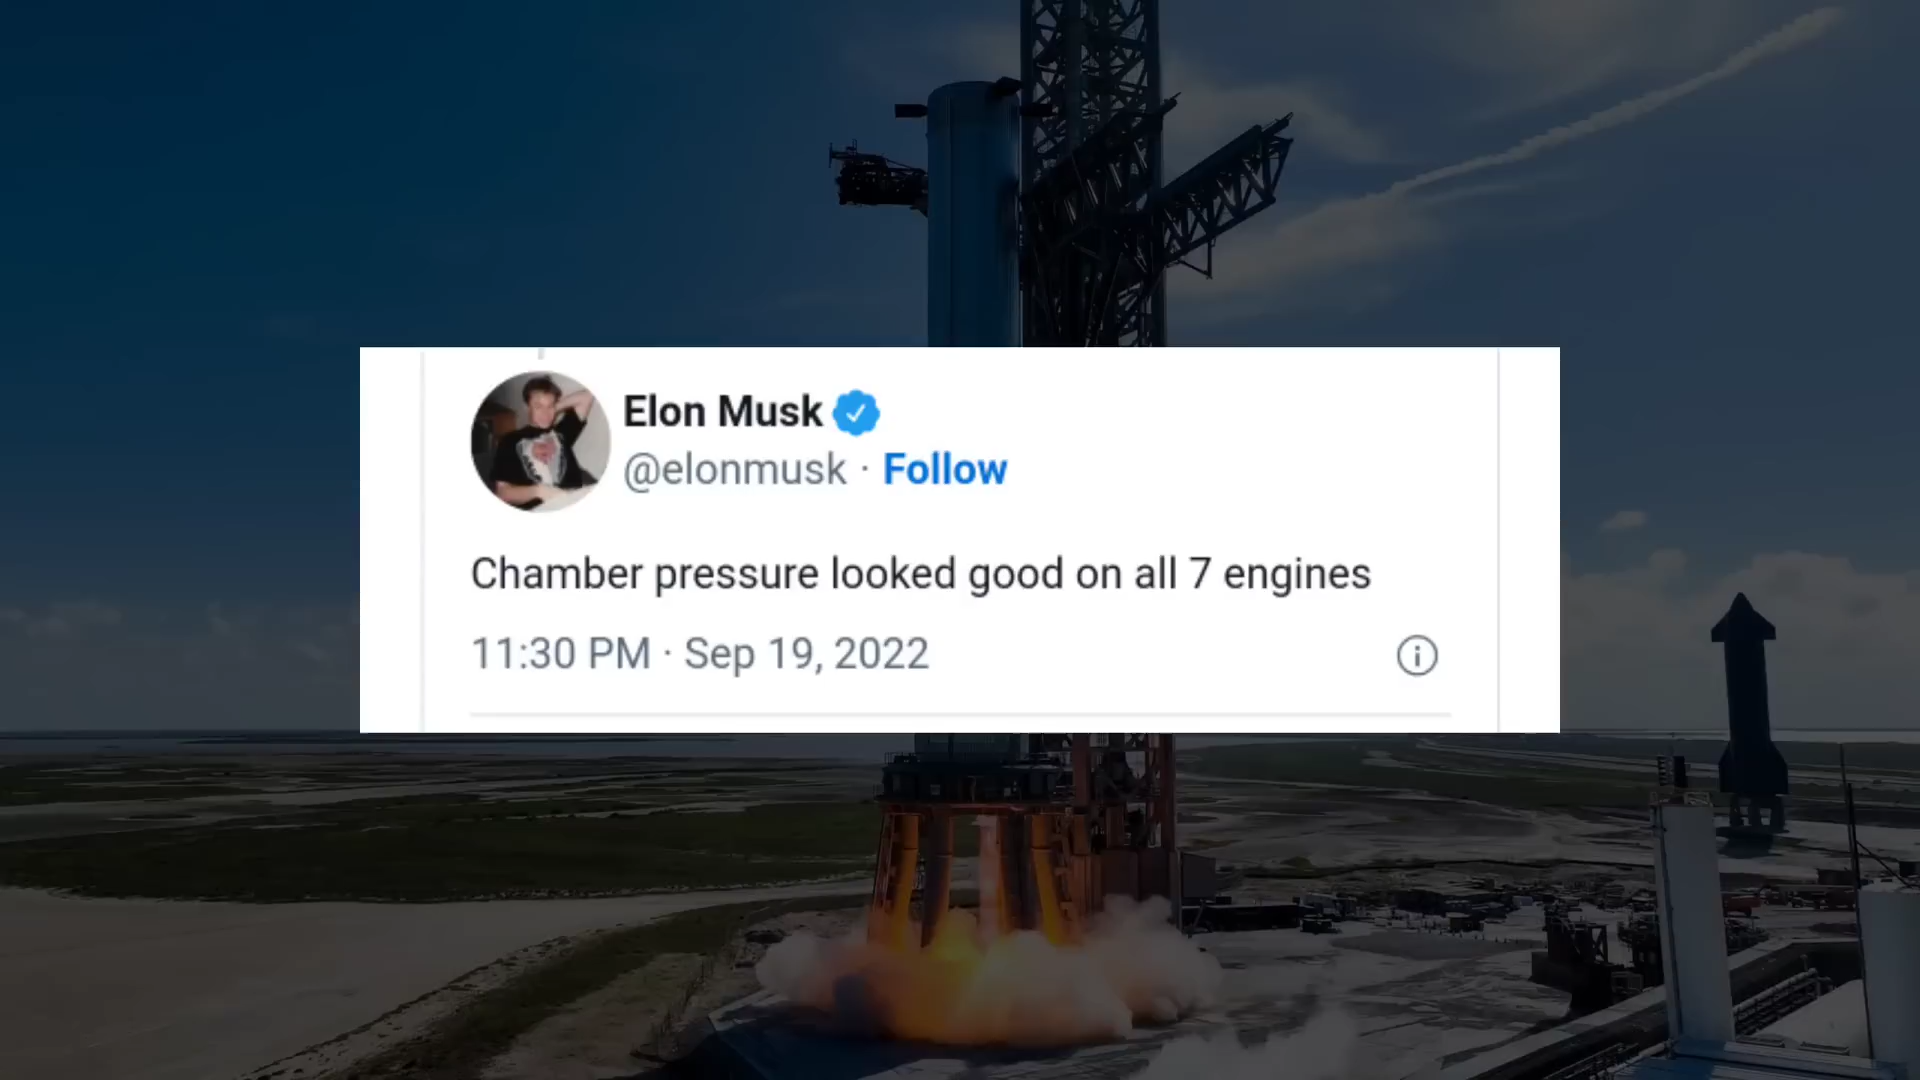 Elon Musk
@elonmusk · Follow
Chamber pressure looked good on all 7 engines
11:30 PM · Sep 19, 2022